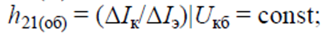 h21(об) = (ΔIк/ΔIэ)|Uкб = const;